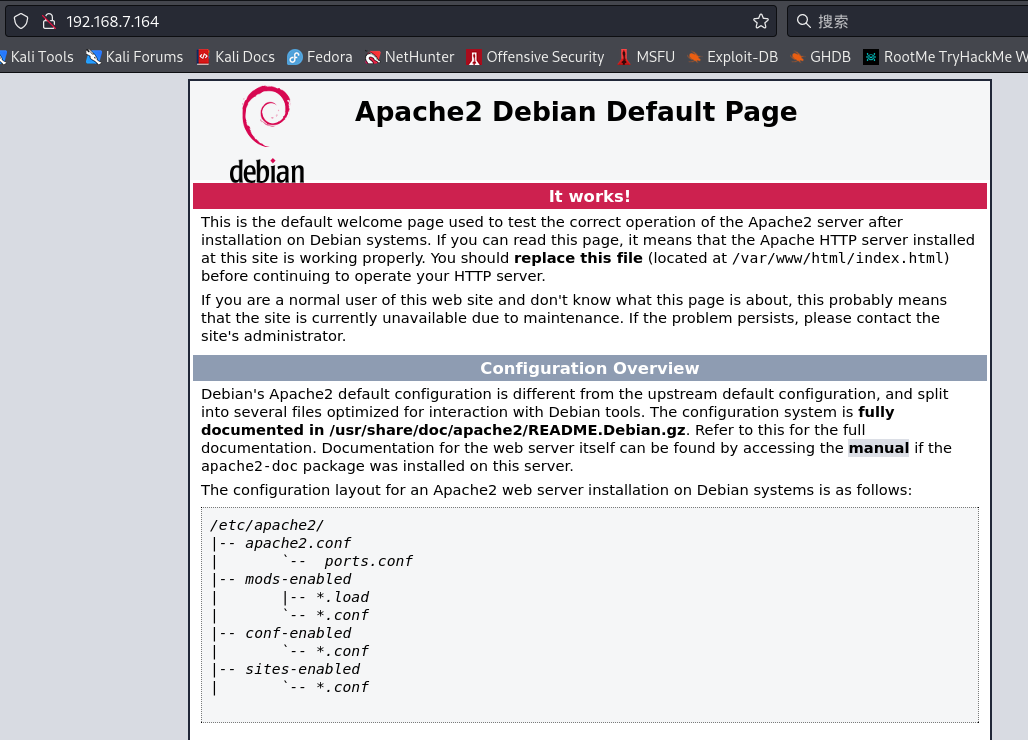 192.168.7.164
搜索
Kali Tools Kali Forums Kali Docs Fedora NetHunter Offensive Security MSFU Exploit-DB GHDB RootMe TryHackMe W
debian
Apache2 Debian Default Page
It works!
This is the default welcome page used to test the correct operation of the Apache2 server after
installation on Debian systems. If you can read this page, it means that the Apache HTTP server installed
at this site is working properly. You should replace this file (located at /var/www/html/index.html)
before continuing to operate your HTTP server.
If you are a normal user of this web site and don't know what this page is about, this probably means
that the site is currently unavailable due to maintenance. If the problem persists, please contact the
site's administrator.
Configuration Overview
Debian's Apache2 default configuration is different from the upstream default configuration, and split
into several files optimized for interaction with Debian tools. The configuration system is fully
documented in /usr/share/doc/apache2/README.Debian.gz. Refer to this for the full
documentation. Documentation for the web server itself can be found by accessing the manual if the
apache2-doc package was installed on this server.
The configuration layout for an Apache2 web server installation on Debian systems is as follows:
/etc/apache2/
|-- apache2.conf
|       `--  ports.conf
|-- mods-enabled
|       |-- *.load
|       `-- *.conf
|-- conf-enabled
|       `-- *.conf
|-- sites-enabled
|       `-- *.conf